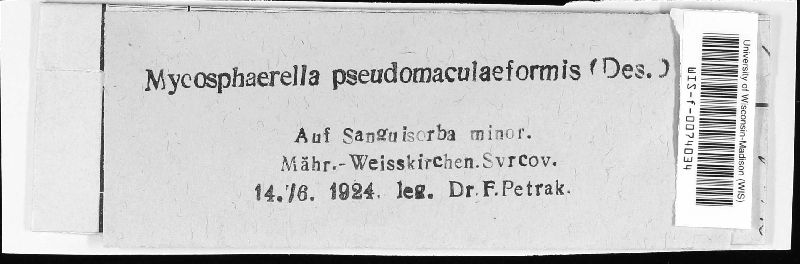 Mycosphaerella pseudomaculaeformis (Des.)
Auf Sanguisorba minor.
Mähr.-Weisskirchen.Svrcov.
14./6. 1924. leg. Dr.F.Petrak.
University of Wisconsin-Madison (WIS)
WIS-f-0074034